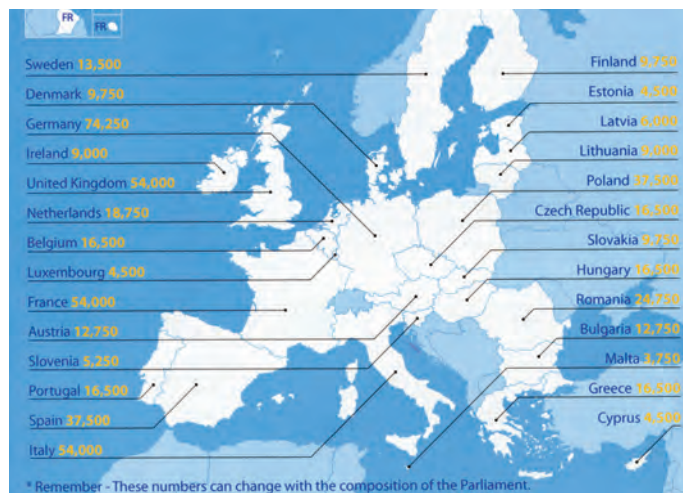 FR
FR
Sweden 13,500
Denmark 9,750
Germany 74,250
Ireland 9,000
United Kingdom 54,000
Netherlands 18,750
Belgium 16,500
Luxembourg 4,500
France 54,000
Austria 12,750
Slovenia 5,250
Portugal 16,500
Spain 37,500
Italy 54,000
Finland 9,750
Estonia 4,500
Latvia 6,000
Lithuania 9,000
Poland 37,500
Czech Republic 16,500
Slovakia 9,750
Hungary 16,500
Romania 24,750
Bulgaria 12,750
Malta 3,750
Greece 16,500
Cyprus 4,500
* Remember - These numbers can change with the composition of the Parliament.